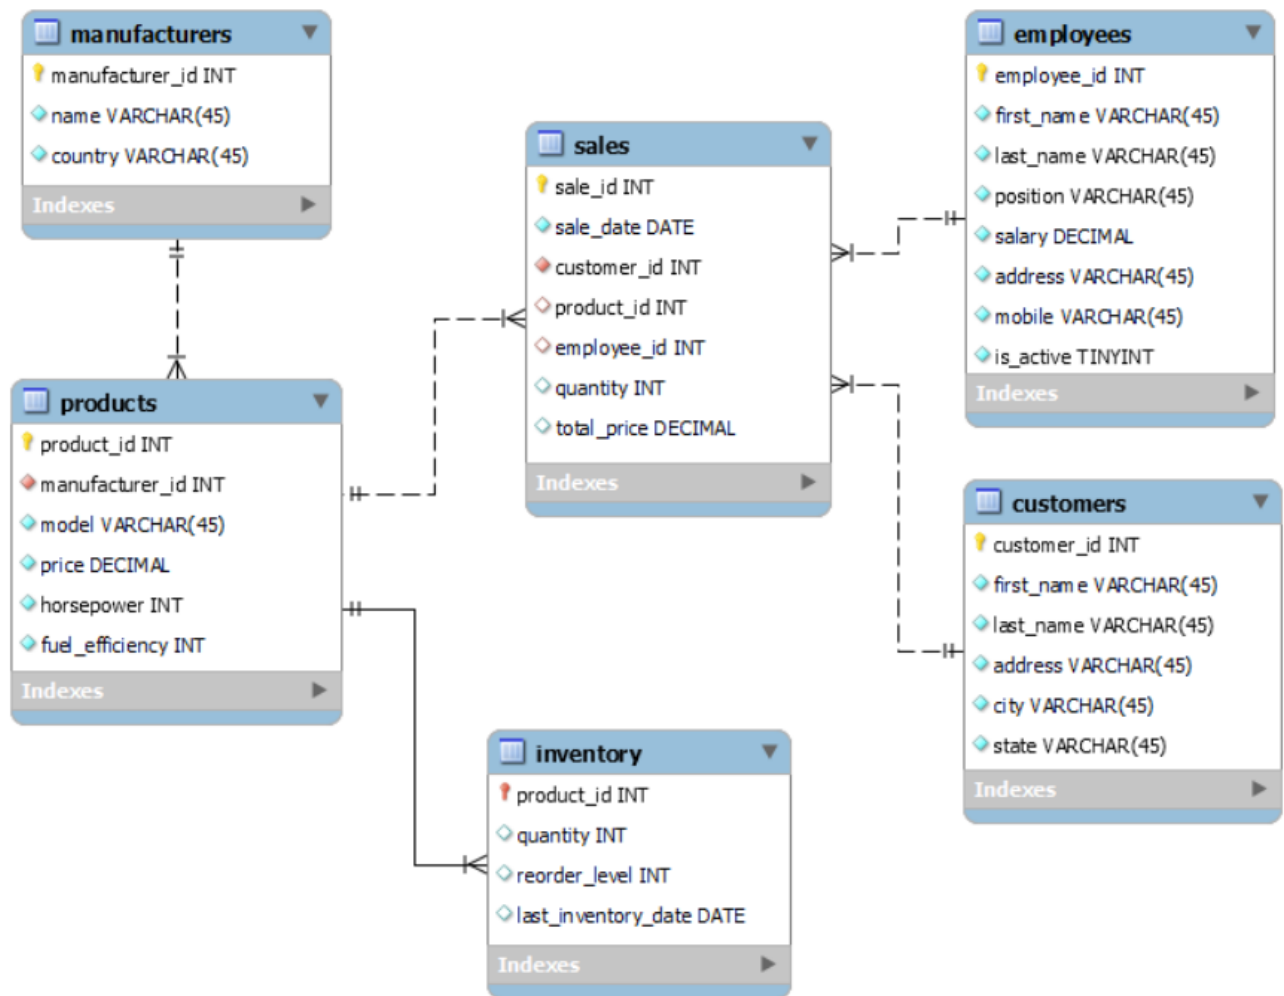 manufacturers
manufacturer_id INT
name VARCHAR(45)
country VARCHAR(45)
Indexes
products
product_id INT
manufacturer_id INT
model VARCHAR(45)
price DECIMAL
horsepower INT
fuel_efficiency INT
Indexes
sales
sale_id INT
sale_date DATE
customer_id INT
product_id INT
employee_id INT
quantity INT
total_price DECIMAL
Indexes
inventory
product_id INT
quantity INT
reorder_level INT
last_inventory_date DATE
Indexes
employees
employee_id INT
first_name VARCHAR(45)
last_name VARCHAR(45)
position VARCHAR(45)
salary DECIMAL
address VARCHAR(45)
mobile VARCHAR(45)
is_active TINYINT
Indexes
customers
customer_id INT
first_name VARCHAR(45)
last_name VARCHAR(45)
address VARCHAR(45)
city VARCHAR(45)
state VARCHAR(45)
Indexes